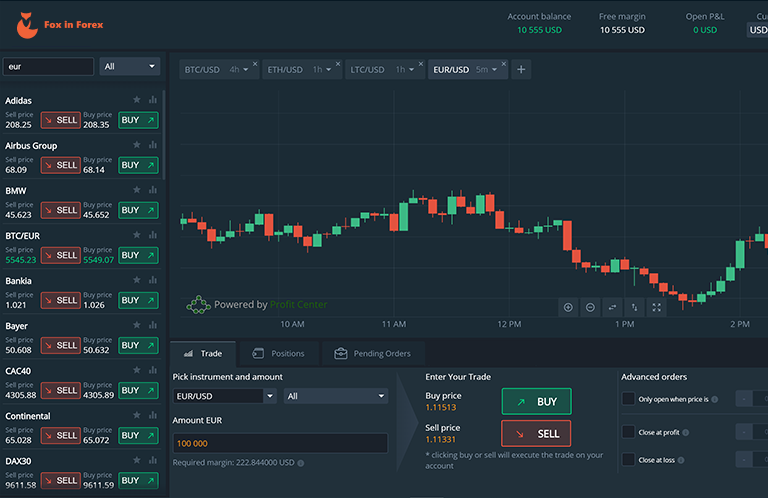 Fox in Forex
Account balance
10 555 USD
Free margin
10 555 USD
Open P&L
0 USD
USD
eur
All
BTC/USD 4h
ETH/USD 1h
LTC/USD 1h
EUR/USD 5m
Adidas
Sell price
208.25
SELL
Buy price
208.35
BUY
Airbus Group
Sell price
68.09
SELL
Buy price
68.14
BUY
BMW
Sell price
45.623
SELL
Buy price
45.652
BUY
BTC/EUR
Sell price
5545.23
SELL
Buy price
5549.07
BUY
Bankia
Sell price
1.021
SELL
Buy price
1.026
BUY
Bayer
Sell price
50.608
SELL
Buy price
50.632
BUY
CAC40
Sell price
4305.88
SELL
Buy price
4305.89
BUY
Continental
Sell price
65.028
SELL
Buy price
65.072
BUY
DAX30
Sell price
9611.58
SELL
Buy price
9611.59
BUY
Powered by Profit Center
10 AM
11 AM
12 PM
1 PM
2 PM
Trade
Positions
Pending Orders
Pick instrument and amount
EUR/USD
All
Amount EUR
100 000
Required margin: 222.844000 USD
Enter Your Trade
Buy price
1.11513
BUY
Sell price
1.11331
SELL
* clicking buy or sell will execute the trade on your
account
Advanced orders
Only open when price is
Close at profit
Close at loss